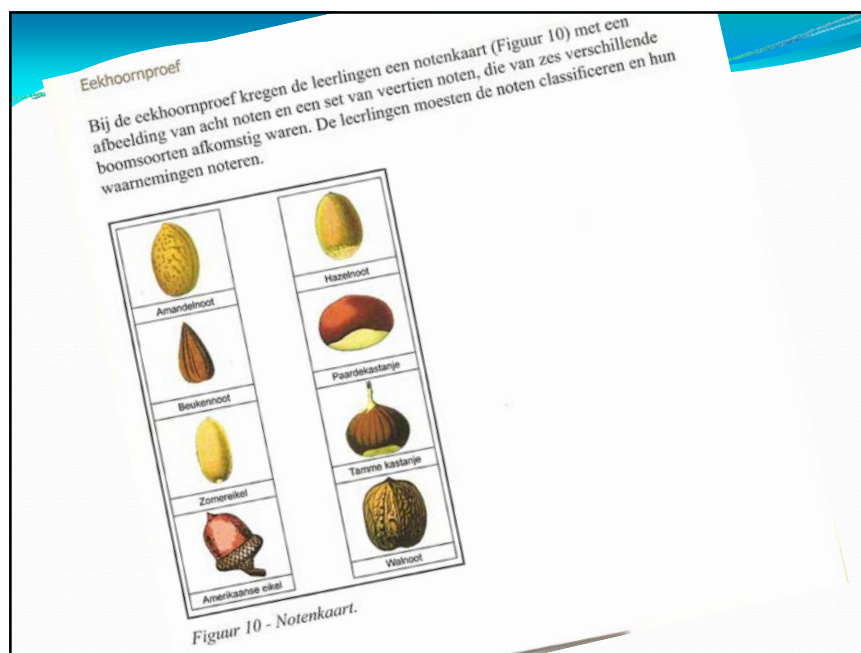 Eekhoornproef
Bij de eekhoornproef kregen de leerlingen een notenkaart (Figuur 10) met een
afbeelding van acht noten en een set van veertien noten, die van zes verschillende
boomsoorten afkomstig waren. De leerlingen moesten de noten classificeren en hun
waarnemingen noteren.
Amandelnoot
Hazelnoot
Beukennoot
Paardekastanje
Zomereikel
Tamme kastanje
Amerikaanse eikel
Walnoot
Figuur 10 - Notenkaart.